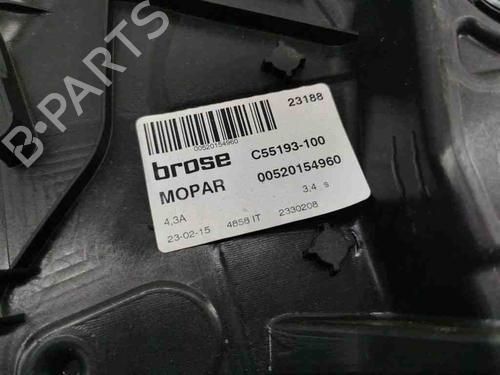 23188
00520154960
brose C55193-100
MOPAR 00520154960
4,3A 3,4 s
23-02-15 4858 IT 2330208
B-PARTS